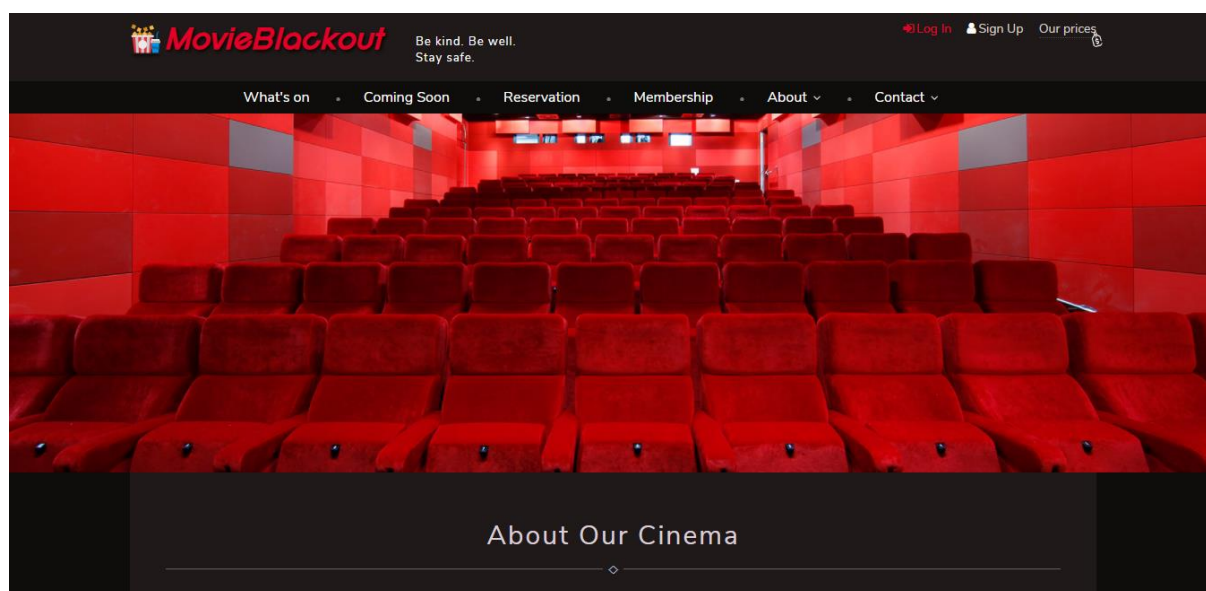 MovieBlackout
Be kind. Be well.
Stay safe.
Log In Sign Up Our prices
What's on Coming Soon Reservation Membership About Contact
About Our Cinema